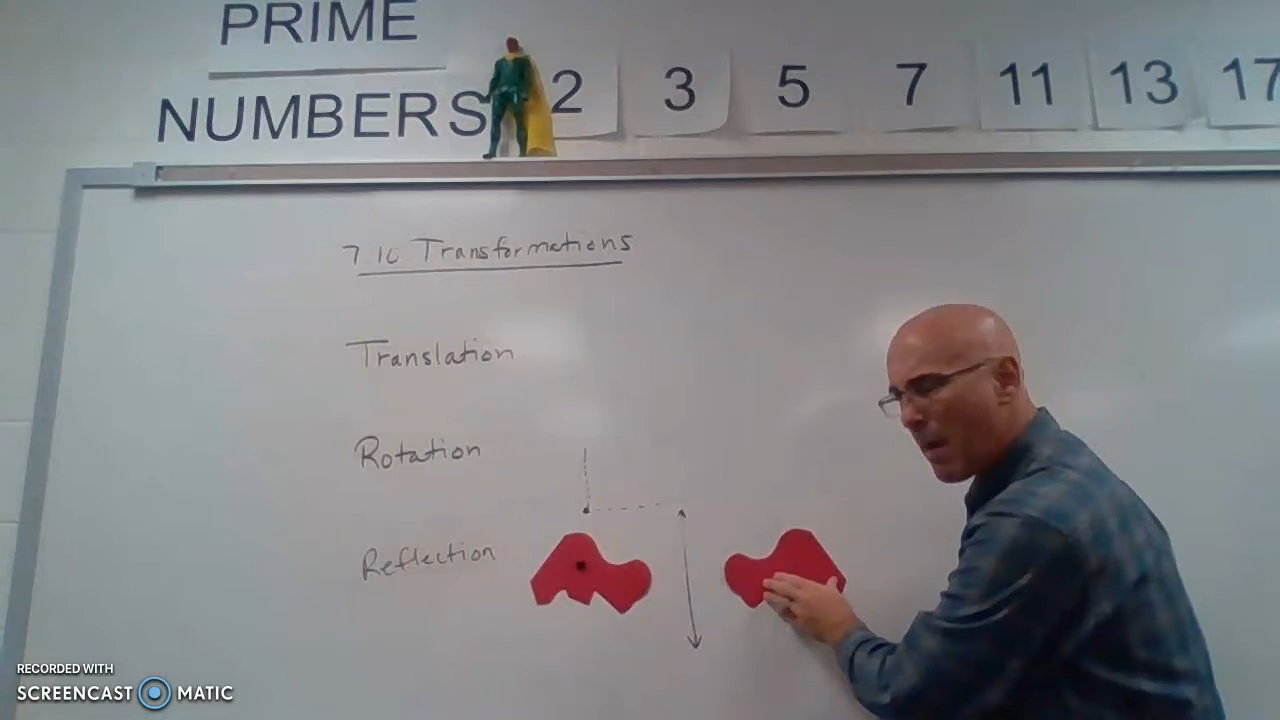 PRIME
NUMBERS 2 3 5 7 11 13 17
7 10 Transformations
Translation
Rotation
Reflection
RECORDED WITH
SCREENCAST MATIC